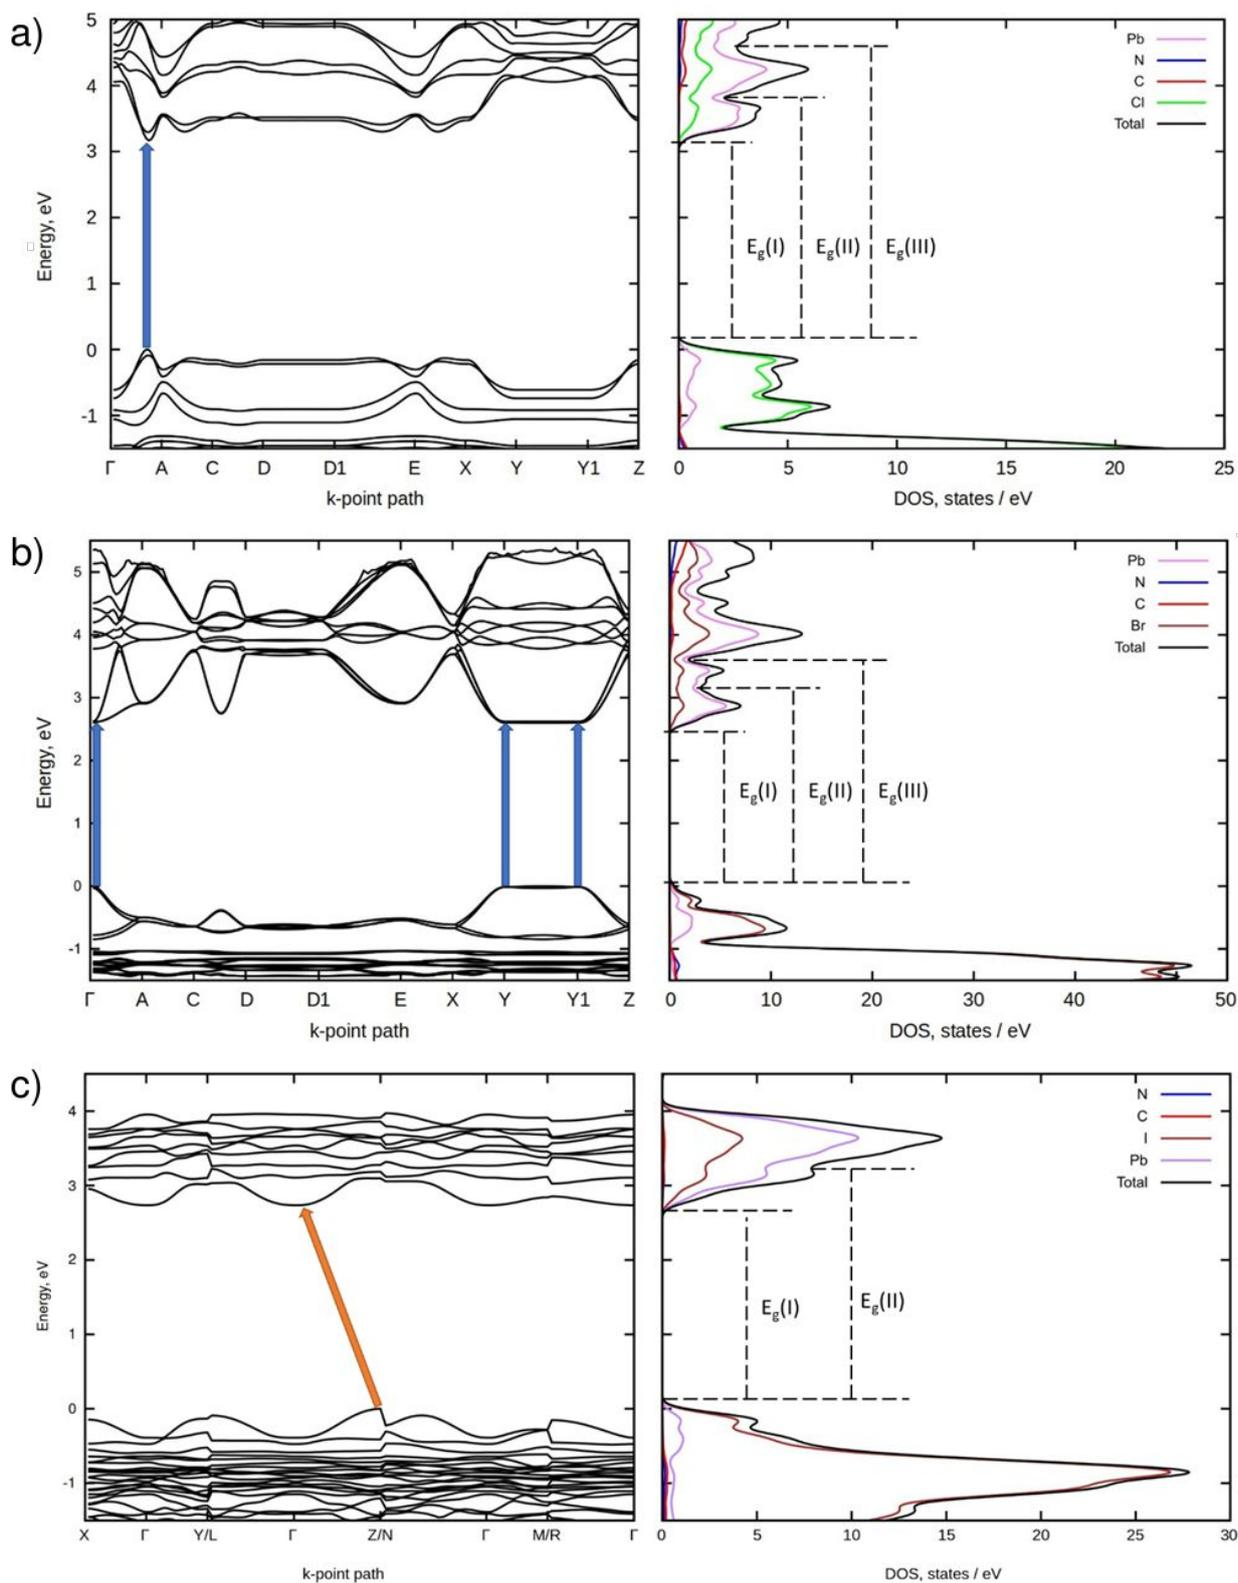 a)
5
4
3
2
1
0
-1
Energy, eV
Γ A C D D1 E X Y Y1 Z
k-point path
Pb
N
C
Cl
Total
Eg(I) Eg(II) Eg(III)
0 5 10 15 20 25
DOS, states / eV
b)
5
4
3
2
1
0
-1
Energy, eV
Γ A C D D1 E X Y Y1 Z
k-point path
Pb
N
C
Br
Total
Eg(I) Eg(II) Eg(III)
0 10 20 30 40 50
DOS, states / eV
c)
4
3
2
1
0
-1
Energy, eV
X Γ Y/L Γ Z/N Γ M/R Γ
k-point path
N
C
I
Pb
Total
Eg(I) Eg(II)
0 5 10 15 20 25 30
DOS, states / eV